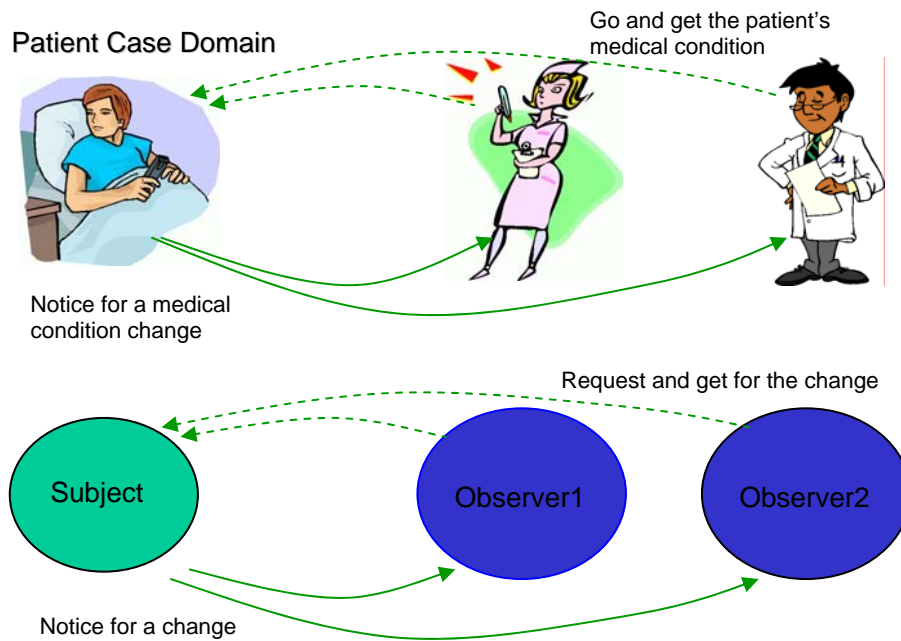 Go and get the patient's
medical condition
Patient Case Domain
Notice for a medical
condition change
Request and get for the change
Subject
Observer1
Observer2
Notice for a change